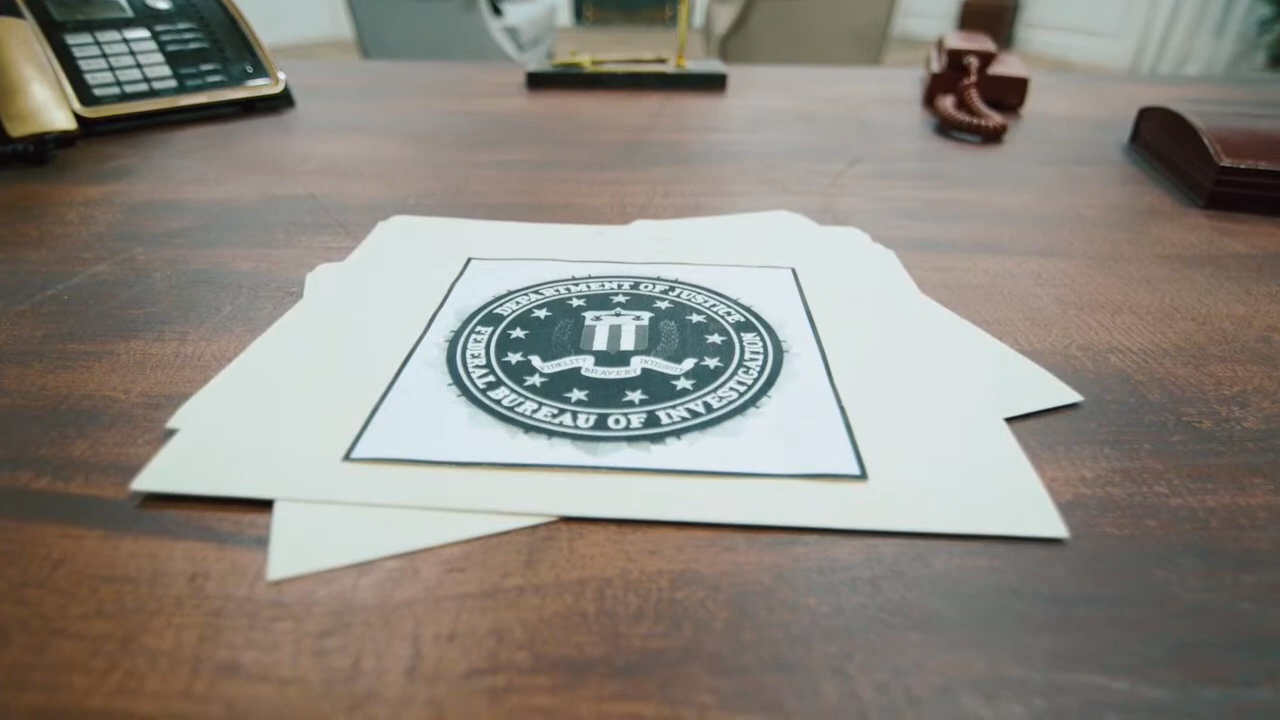 DEPARTMENT OF JUSTICE
FIDELITY BRAVERY INTEGRITY
FEDERAL BUREAU OF INVESTIGATION